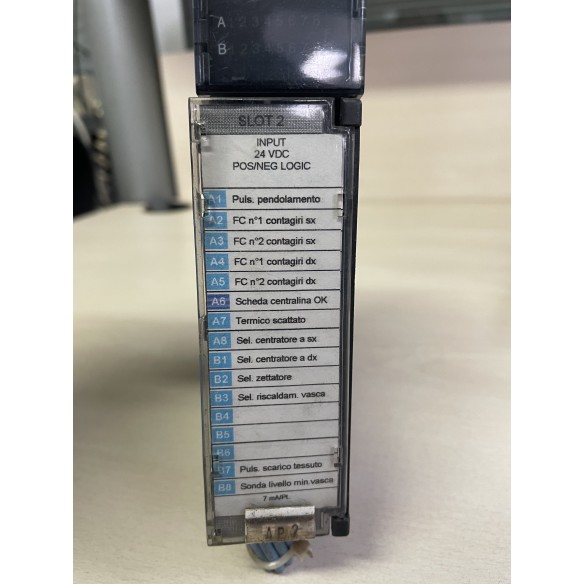 A 12345678
B 12345678
SLOT 2
INPUT
24 VDC
POS/NEG LOGIC
A1 Puls. pendolamento
A2 FC n°1 contagiri sx
A3 FC n°2 contagiri sx
A4 FC n°1 contagiri dx
A5 FC n°2 contagiri dx
A6 Scheda centralina OK
A7 Termico scattato
A8 Sel. centratore a sx
B1 Sel. centratore a dx
B2 Sel. zettatore
B3 Sel. riscaldam. vasca
B4
B5
B6
B7 Puls. scarico tessuto
B8 Sonda livello min.vasca
7 mA/Pt.
AP 2